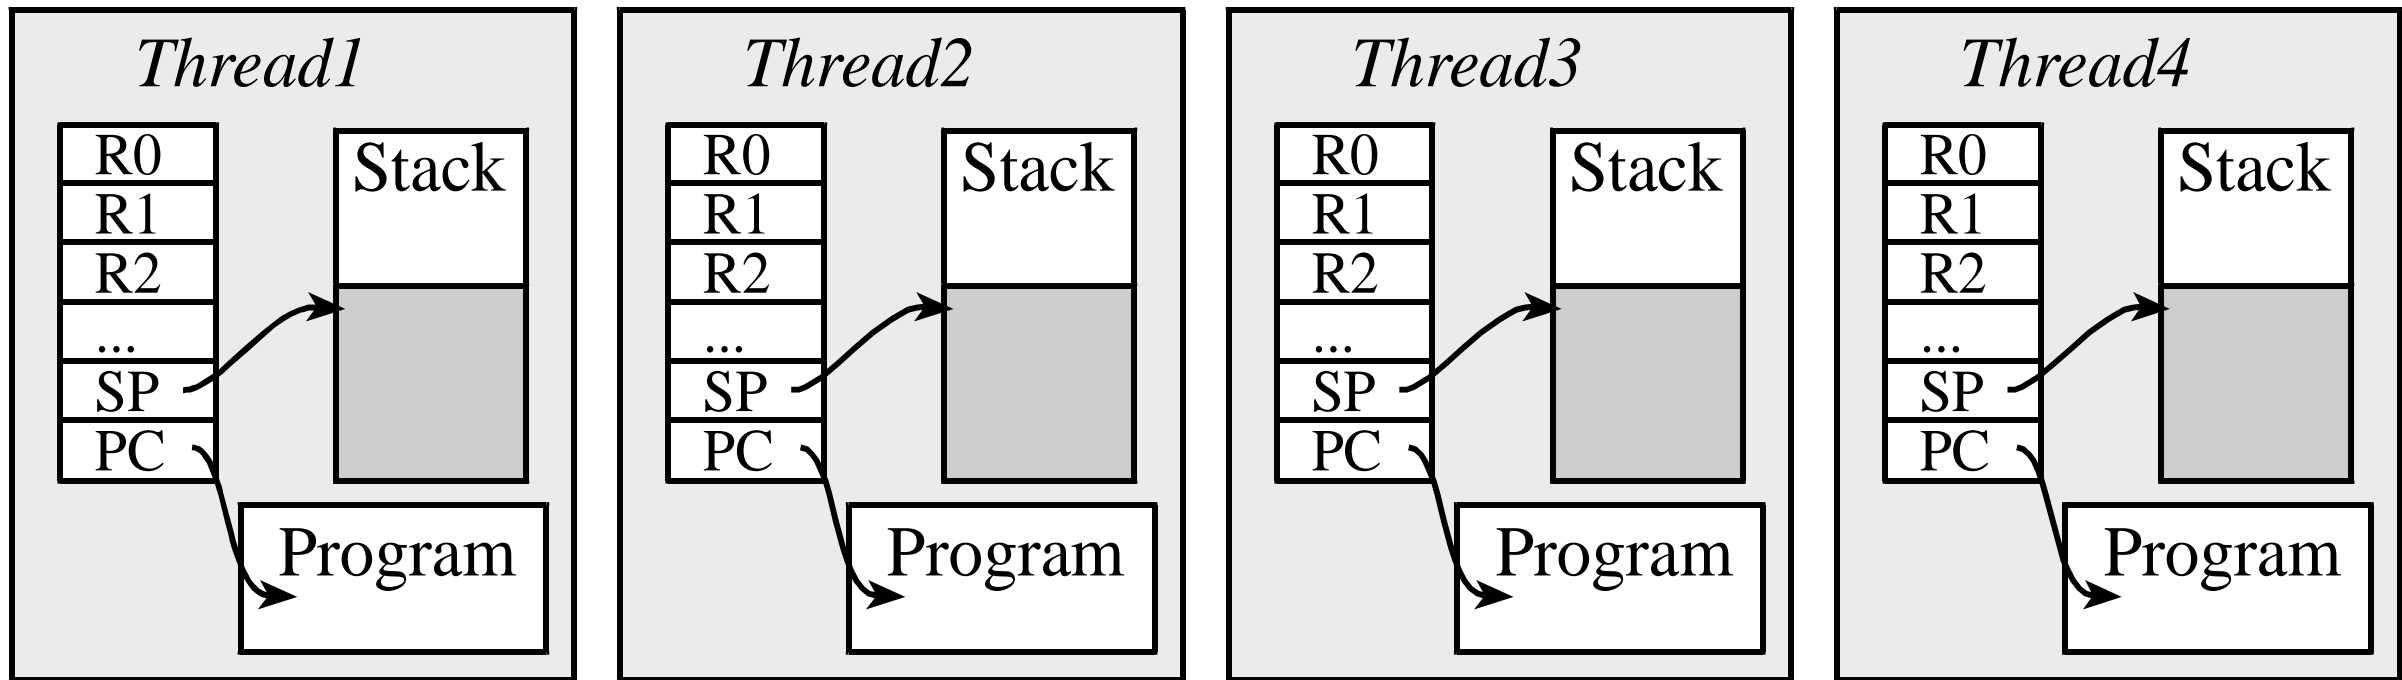 Thread1
R0
R1
R2
...
SP
PC
Stack
Program
Thread2
R0
R1
R2
...
SP
PC
Stack
Program
Thread3
R0
R1
R2
...
SP
PC
Stack
Program
Thread4
R0
R1
R2
...
SP
PC
Stack
Program